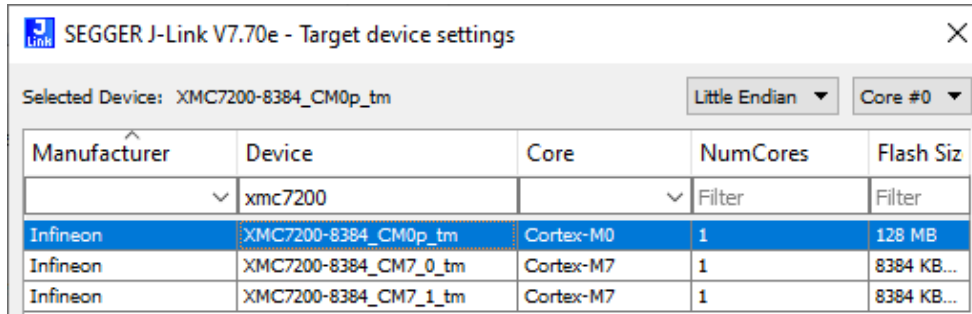 J Link SEGGER J-Link V7.70e - Target device settings
Selected Device: XMC7200-8384_CM0p_tm Little Endian Core #0
Manufacturer Device Core NumCores Flash Siz
xmc7200 Filter Filter
Infineon XMC7200-8384_CM0p_tm Cortex-M0 1 128 MB
Infineon XMC7200-8384_CM7_0_tm Cortex-M7 1 8384 KB...
Infineon XMC7200-8384_CM7_1_tm Cortex-M7 1 8384 KB...